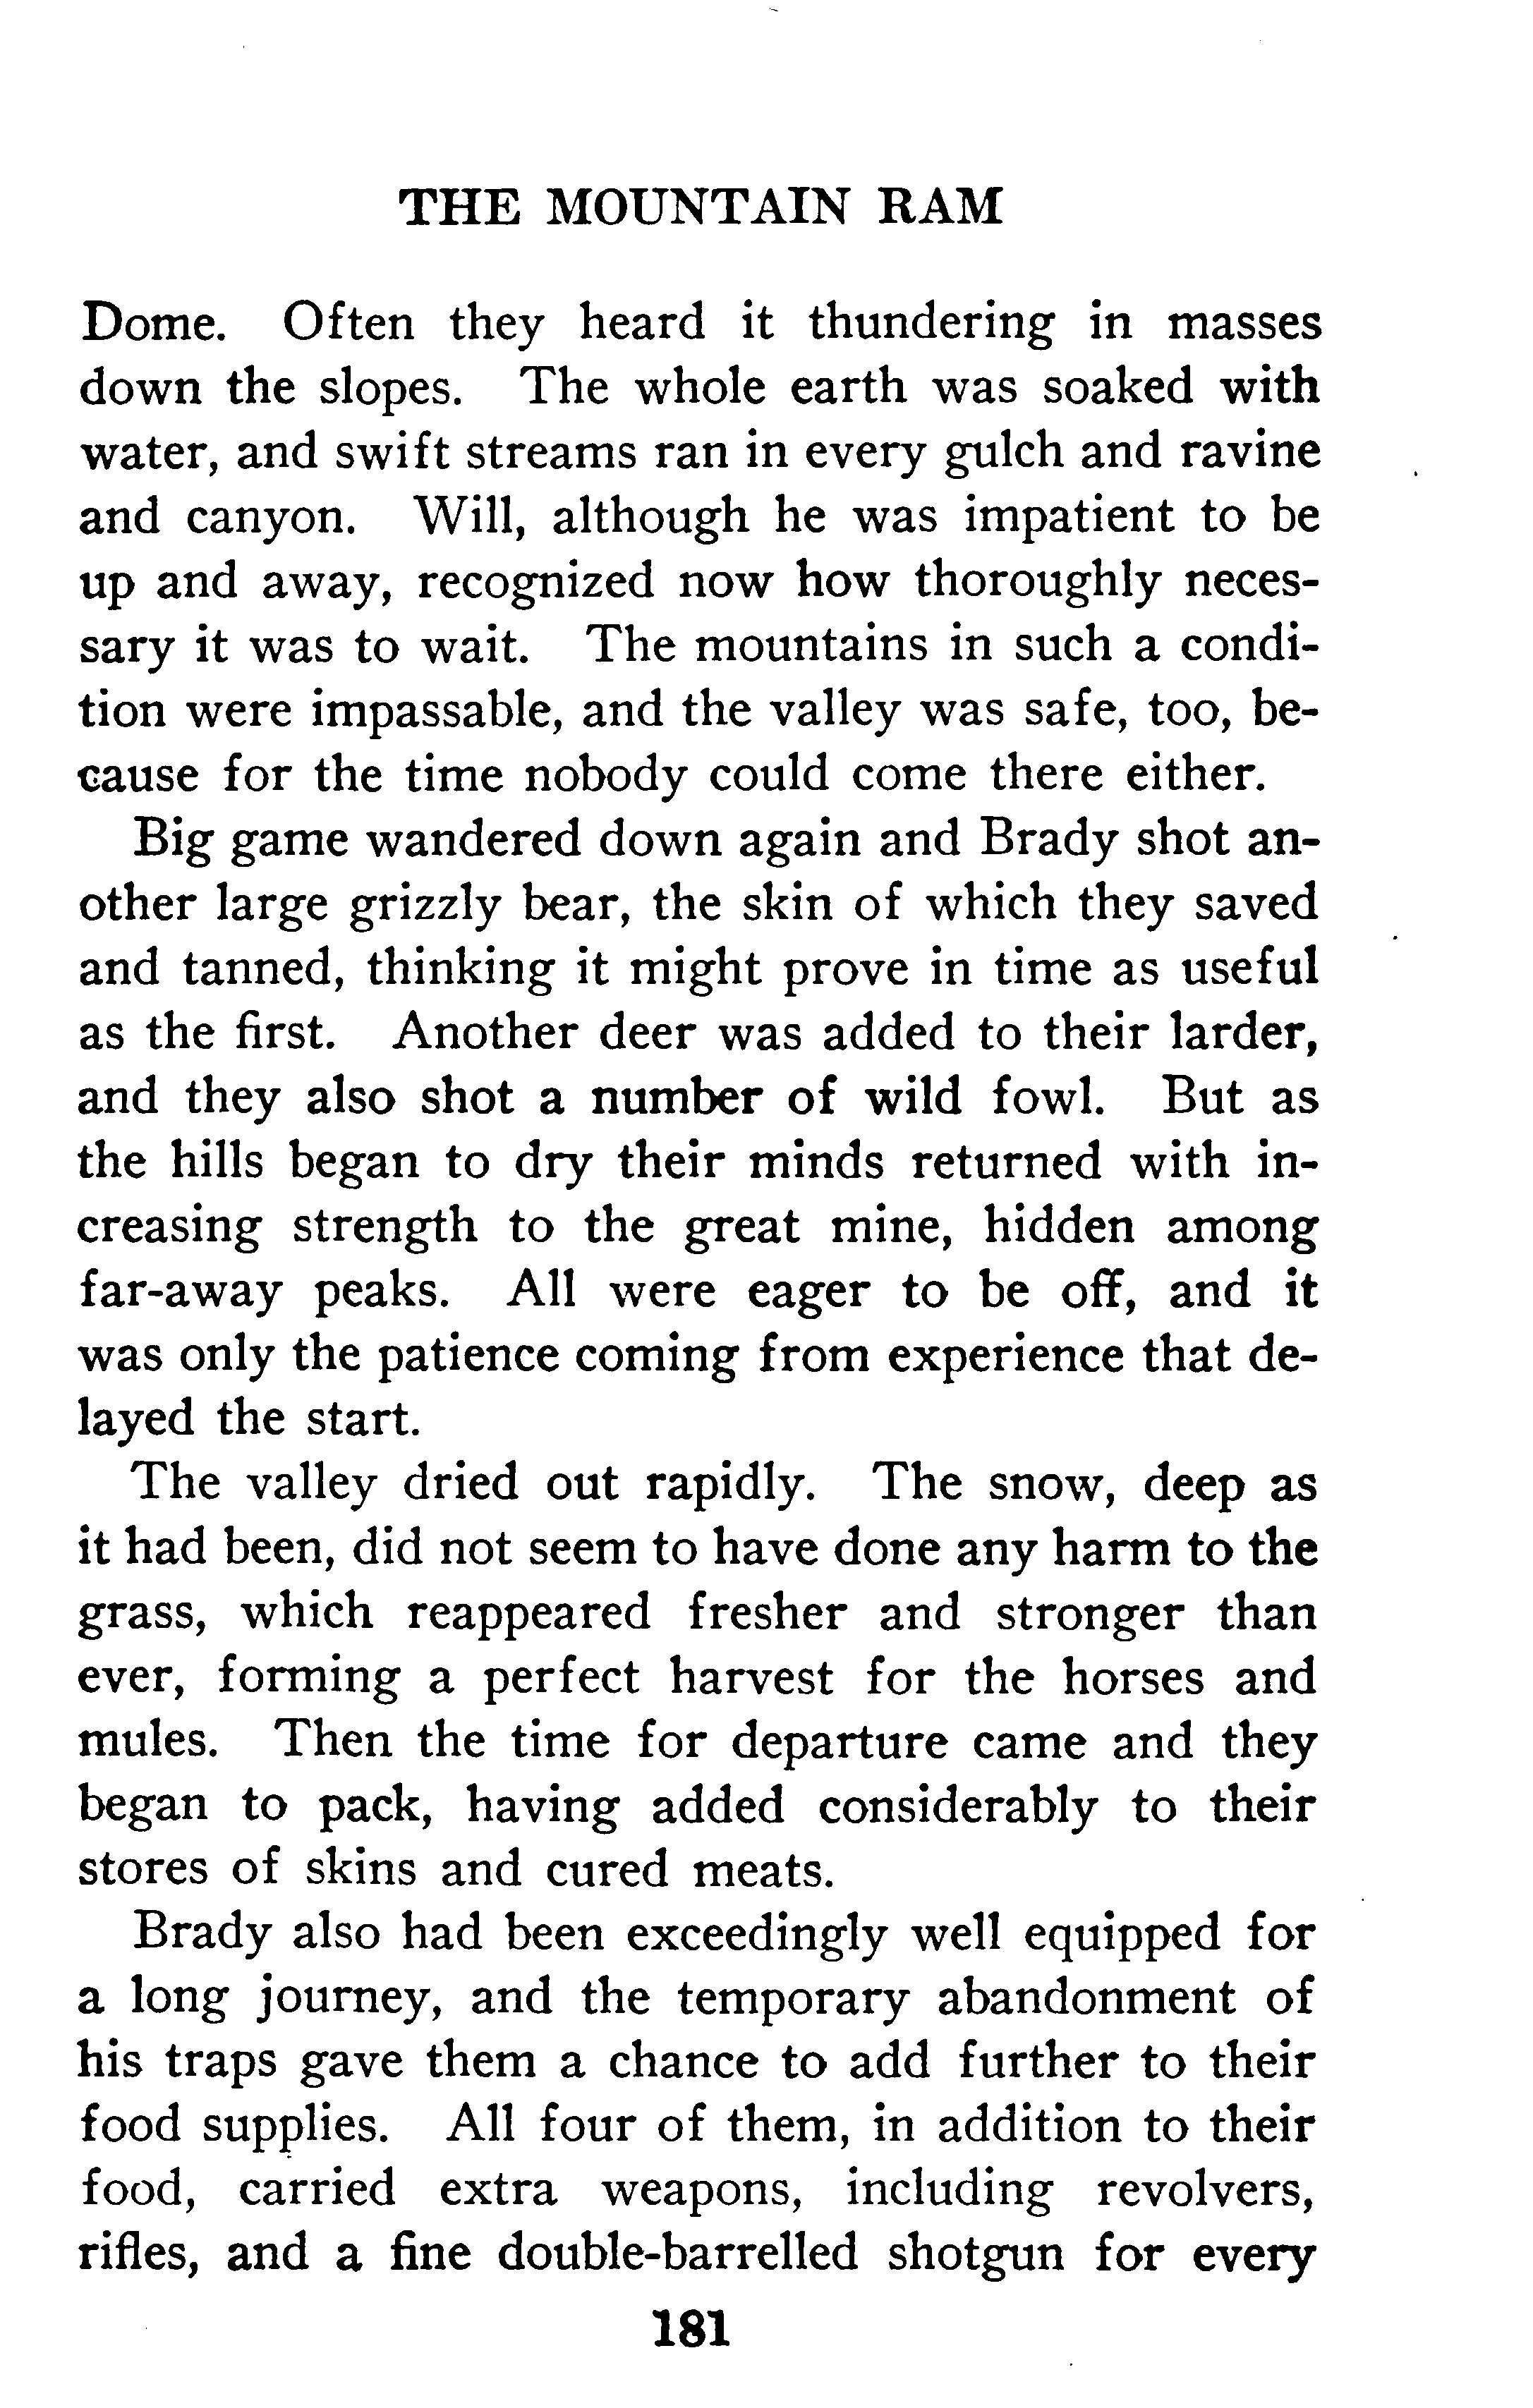 THE MOUNTAIN RAM
Dome. Often they heard it thundering in masses
down the slopes. The whole earth was soaked with
water, and swift streams ran in every gulch and ravine
and canyon. Will, although he was impatient to be
up and away, recognized now how thoroughly neces-
sary it was to wait. The mountains in such a condi-
tion were impassable, and the valley was safe, too, be-
cause for the time nobody could come there either.
Big game wandered down again and Brady shot an-
other large grizzly bear, the skin of which they saved
and tanned, thinking it might prove in time as useful
as the first. Another deer was added to their larder,
and they also shot a number of wild fowl. But as
the hills began to dry their minds returned with in-
creasing strength to the great mine, hidden among
far-away peaks. All were eager to be off, and it
was only the patience coming from experience that de-
layed the start.
The valley dried out rapidly. The snow, deep as
it had been, did not seem to have done any harm to the
grass, which reappeared fresher and stronger than
ever, forming a perfect harvest for the horses and
mules. Then the time for departure came and they
began to pack, having added considerably to their
stores of skins and cured meats.
Brady also had been exceedingly well equipped for
a long journey, and the temporary abandonment of
his traps gave them a chance to add further to their
food supplies. All four of them, in addition to their
food, carried extra weapons, including revolvers,
rifles, and a fine double-barrelled shotgun for every
181